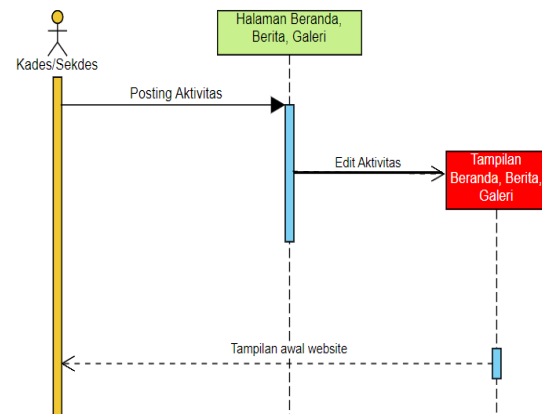 Halaman Beranda,
Berita, Galeri
Kades/Sekdes
Posting Aktivitas
Edit Aktivitas
Tampilan
Beranda, Berita,
Galeri
Tampilan awal website